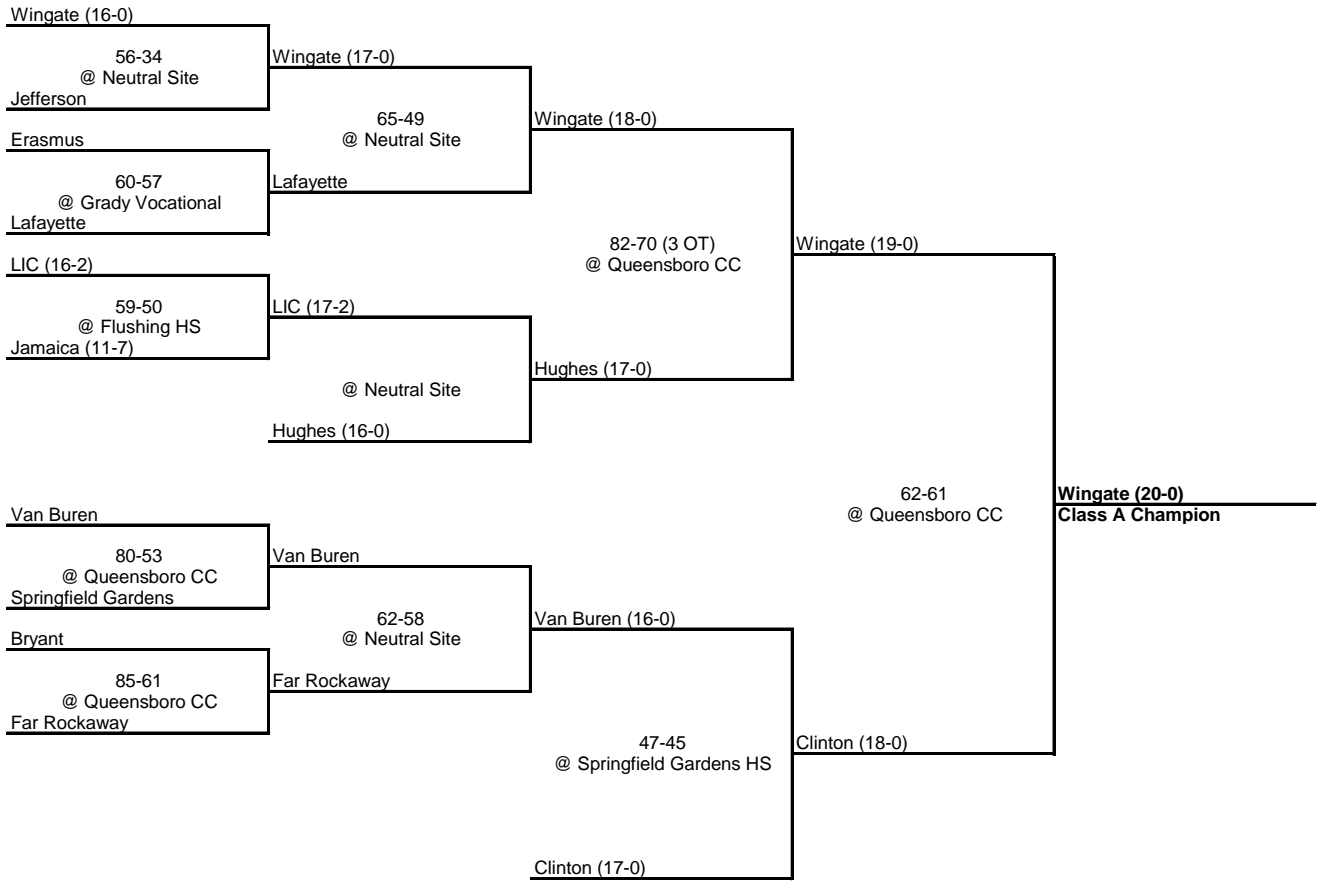 Wingate (16-0)
56-34
@ Neutral Site
Jefferson
Wingate (17-0)
Erasmus
60-57
@ Grady Vocational
Lafayette
65-49
@ Neutral Site
Lafayette
Wingate (18-0)
LIC (16-2)
59-50
@ Flushing HS
Jamaica (11-7)
LIC (17-2)
@ Neutral Site
Hughes (16-0)
Hughes (17-0)
82-70 (3 OT)
@ Queensboro CC
Wingate (19-0)
Van Buren
80-53
@ Queensboro CC
Springfield Gardens
Van Buren
Bryant
85-61
@ Queensboro CC
Far Rockaway
62-58
@ Neutral Site
Far Rockaway
Van Buren (16-0)
47-45
@ Springfield Gardens HS
Clinton (17-0)
Clinton (18-0)
62-61
@ Queensboro CC
Wingate (20-0)
Class A Champion